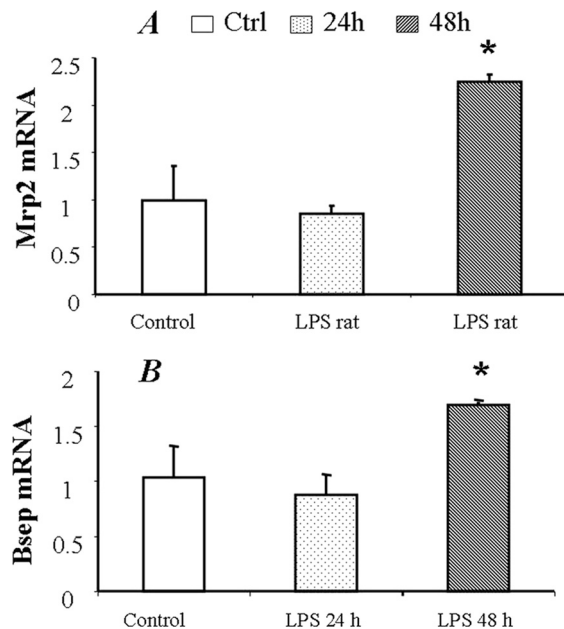 A Ctrl 24h 48h
*
2.5
2
1.5
1
0.5
0
Mrp2 mRNA
Control LPS rat LPS rat
B
*
2
1.5
1
0.5
0
Bsep mRNA
Control LPS 24 h LPS 48 h